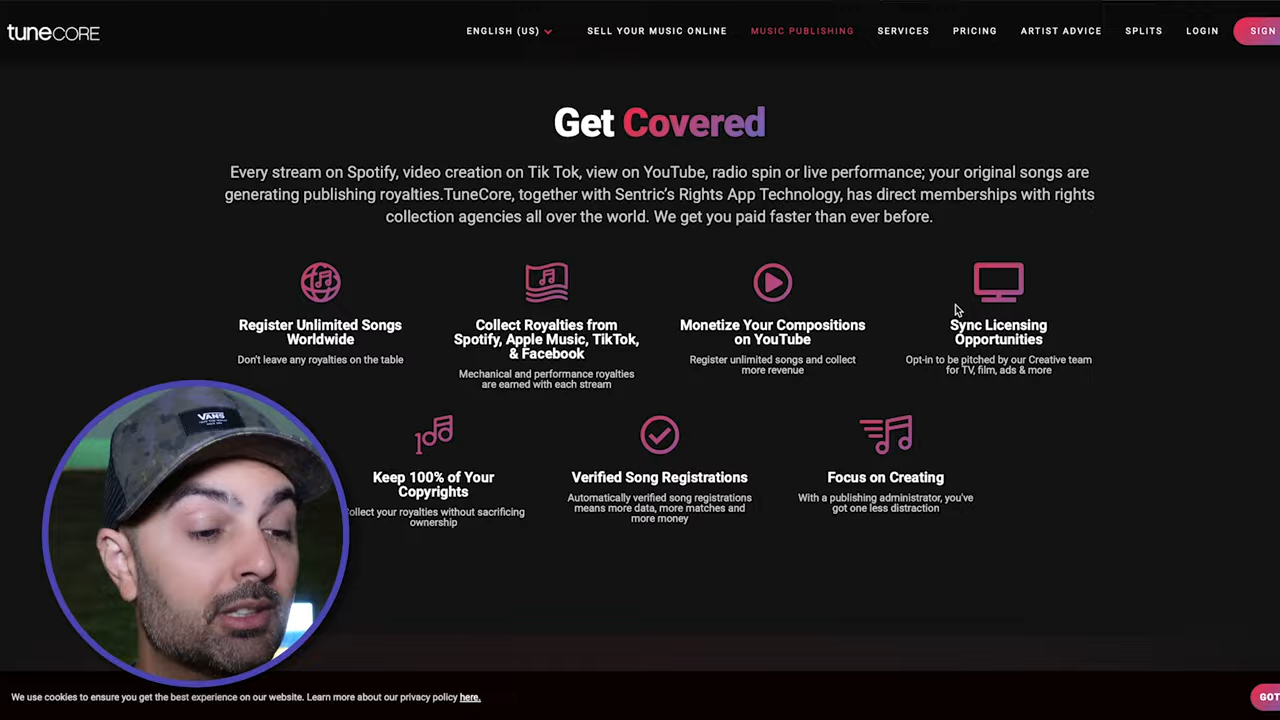 tunecore
ENGLISH (US)
SELL YOUR MUSIC ONLINE
MUSIC PUBLISHING
SERVICES
PRICING
ARTIST ADVICE
SPLITS
LOGIN
SIGN
Get Covered
Every stream on Spotify, video creation on Tik Tok, view on YouTube, radio spin or live performance; your original songs are
generating publishing royalties.TuneCore, together with Sentric's Rights App Technology, has direct memberships with rights
collection agencies all over the world. We get you paid faster than ever before.
Register Unlimited Songs
Worldwide
Don't leave any royalties on the table
Collect Royalties from
Spotify, Apple Music, TikTok,
& Facebook
Mechanical and performance royalties
are earned with each stream
Monetize Your Compositions
on YouTube
Register unlimited songs and collect
more revenue
Sync Licensing
Opportunities
Opt-in to be pitched by our Creative team
for TV, film, ads & more
100
Keep 100% of Your
Copyrights
Collect your royalties without sacrificing
ownership
Verified Song Registrations
Automatically verified song registrations
means more data, more matches and
more money
Focus on Creating
With a publishing administrator, you've
got one less distraction
VANS
We use cookies to ensure you get the best experience on our website. Learn more about our privacy policy here.
GOT